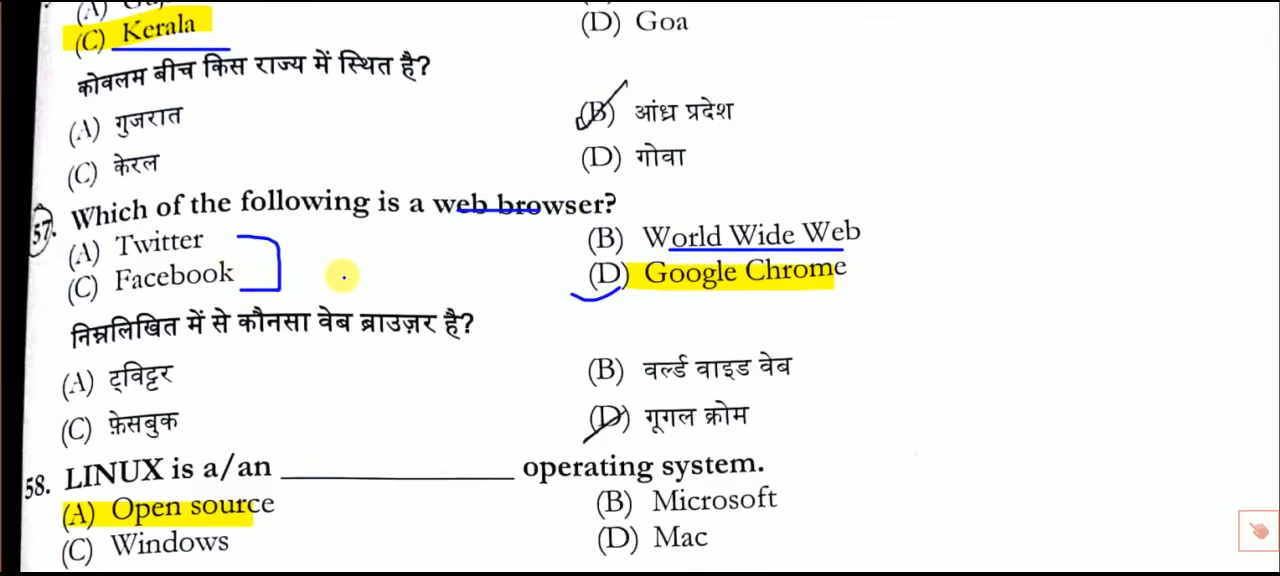 (A)
(C) Kerala
(D) Goa
कोवलम बीच किस राज्य में स्थित है?
(A) गुजरात
(B) आंध्र प्रदेश
(C) केरल
(D) गोवा
57. Which of the following is a web browser?
(A) Twitter
(B) World Wide Web
(C) Facebook
(D) Google Chrome
निम्नलिखित में से कौनसा वेब ब्राउज़र है?
(A) ट्विट्टर
(B) वर्ल्ड वाइड वेब
(C) फ़ेसबुक
(D) गूगल क्रोम
58. LINUX is a/an ______________ operating system.
(A) Open source
(B) Microsoft
(C) Windows
(D) Mac